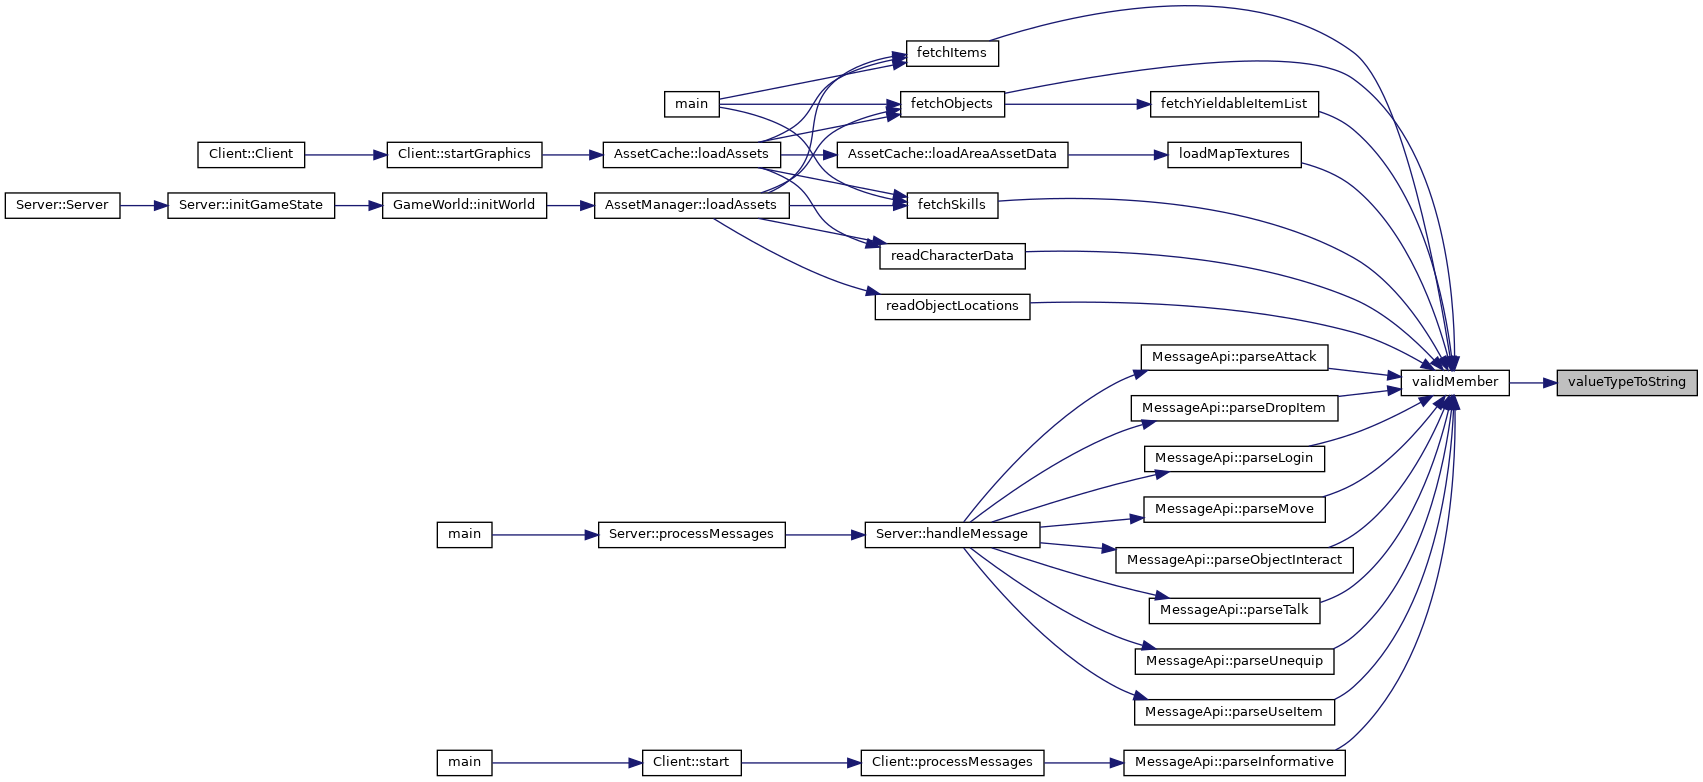 fetchItems
main
fetchObjects
fetchYieldableItemList
Client::Client
Client::startGraphics
AssetCache::loadAssets
AssetCache::loadAreaAssetData
loadMapTextures
Server::Server
Server::initGameState
GameWorld::initWorld
AssetManager::loadAssets
fetchSkills
readCharacterData
readObjectLocations
MessageApi::parseAttack
validMember
valueTypeToString
MessageApi::parseDropItem
MessageApi::parseLogin
MessageApi::parseMove
main
Server::processMessages
Server::handleMessage
MessageApi::parseObjectInteract
MessageApi::parseTalk
MessageApi::parseUnequip
MessageApi::parseUseItem
main
Client::start
Client::processMessages
MessageApi::parseInformative